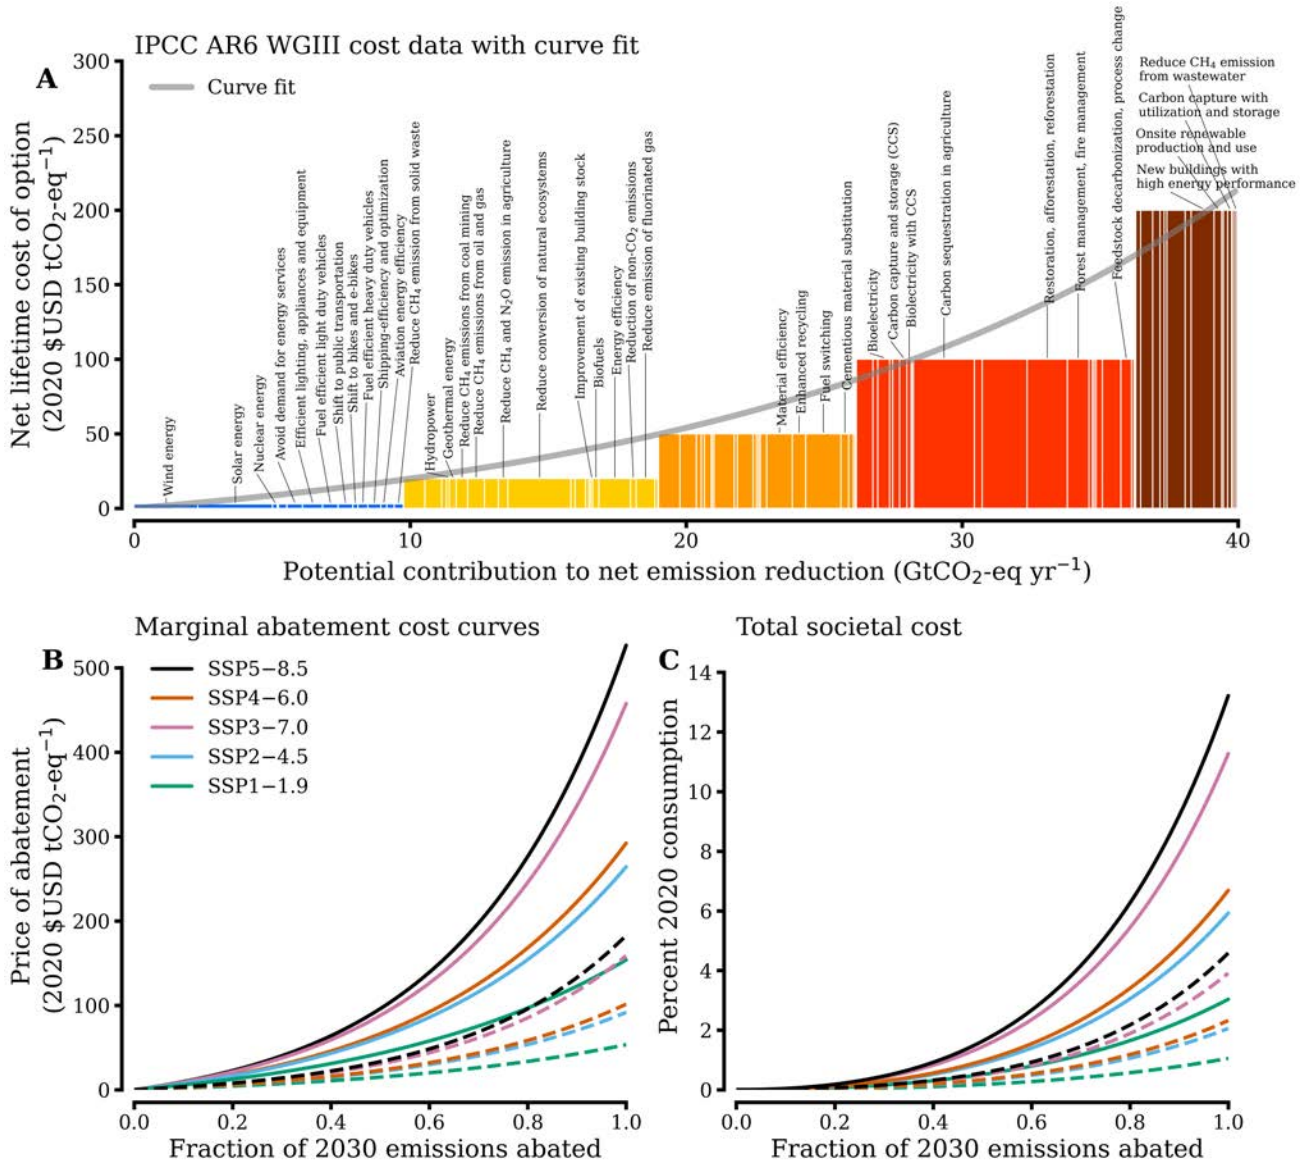 IPCC AR6 WGIII cost data with curve fit
A
Curve fit
Net lifetime cost of option
(2020 $USD tCO₂-eq⁻¹)
300
250
200
150
100
50
0
Wind energy
Solar energy
Nuclear energy
Avoid demand for energy services
Efficient lighting, appliances and equipment
Fuel efficient light duty vehicles
Shift to public transportation
Shift to bikes and e-bikes
Fuel efficient heavy duty vehicles
Shipping-efficiency and optimization
Aviation energy efficiency
Reduce CH₄ emission from solid waste
Hydropower
Geothermal energy
Reduce CH₄ emissions from coal mining
Reduce CH₄ emissions from oil and gas
Reduce CH₄ and N₂O emission in agriculture
Reduce conversion of natural ecosystems
Improvement of existing building stock
Biofuels
Energy efficiency
Reduction of non-CO₂ emissions
Reduce emission of fluorinated gas
Material efficiency
Enhanced recycling
Fuel switching
Cementious material substitution
Bioelectricity
Carbon capture and storage (CCS)
Biolectricity with CCS
Carbon sequestration in agriculture
Restoration, afforestation, reforestation
Forest management, fire management
Feedstock decarbonization, process change
Reduce CH₄ emission
from wastewater
Carbon capture with
utilization and storage
Onsite renewable
production and use
New buildings with
high energy performance
0 10 20 30 40
Potential contribution to net emission reduction (GtCO₂-eq yr⁻¹)
Marginal abatement cost curves
B
Price of abatement
(2020 $USD tCO₂-eq⁻¹)
500
400
300
200
100
0
SSP5−8.5
SSP4−6.0
SSP3−7.0
SSP2−4.5
SSP1−1.9
0.0 0.2 0.4 0.6 0.8 1.0
Fraction of 2030 emissions abated
Total societal cost
C
Percent 2020 consumption
14
12
10
8
6
4
2
0
0.0 0.2 0.4 0.6 0.8 1.0
Fraction of 2030 emissions abated